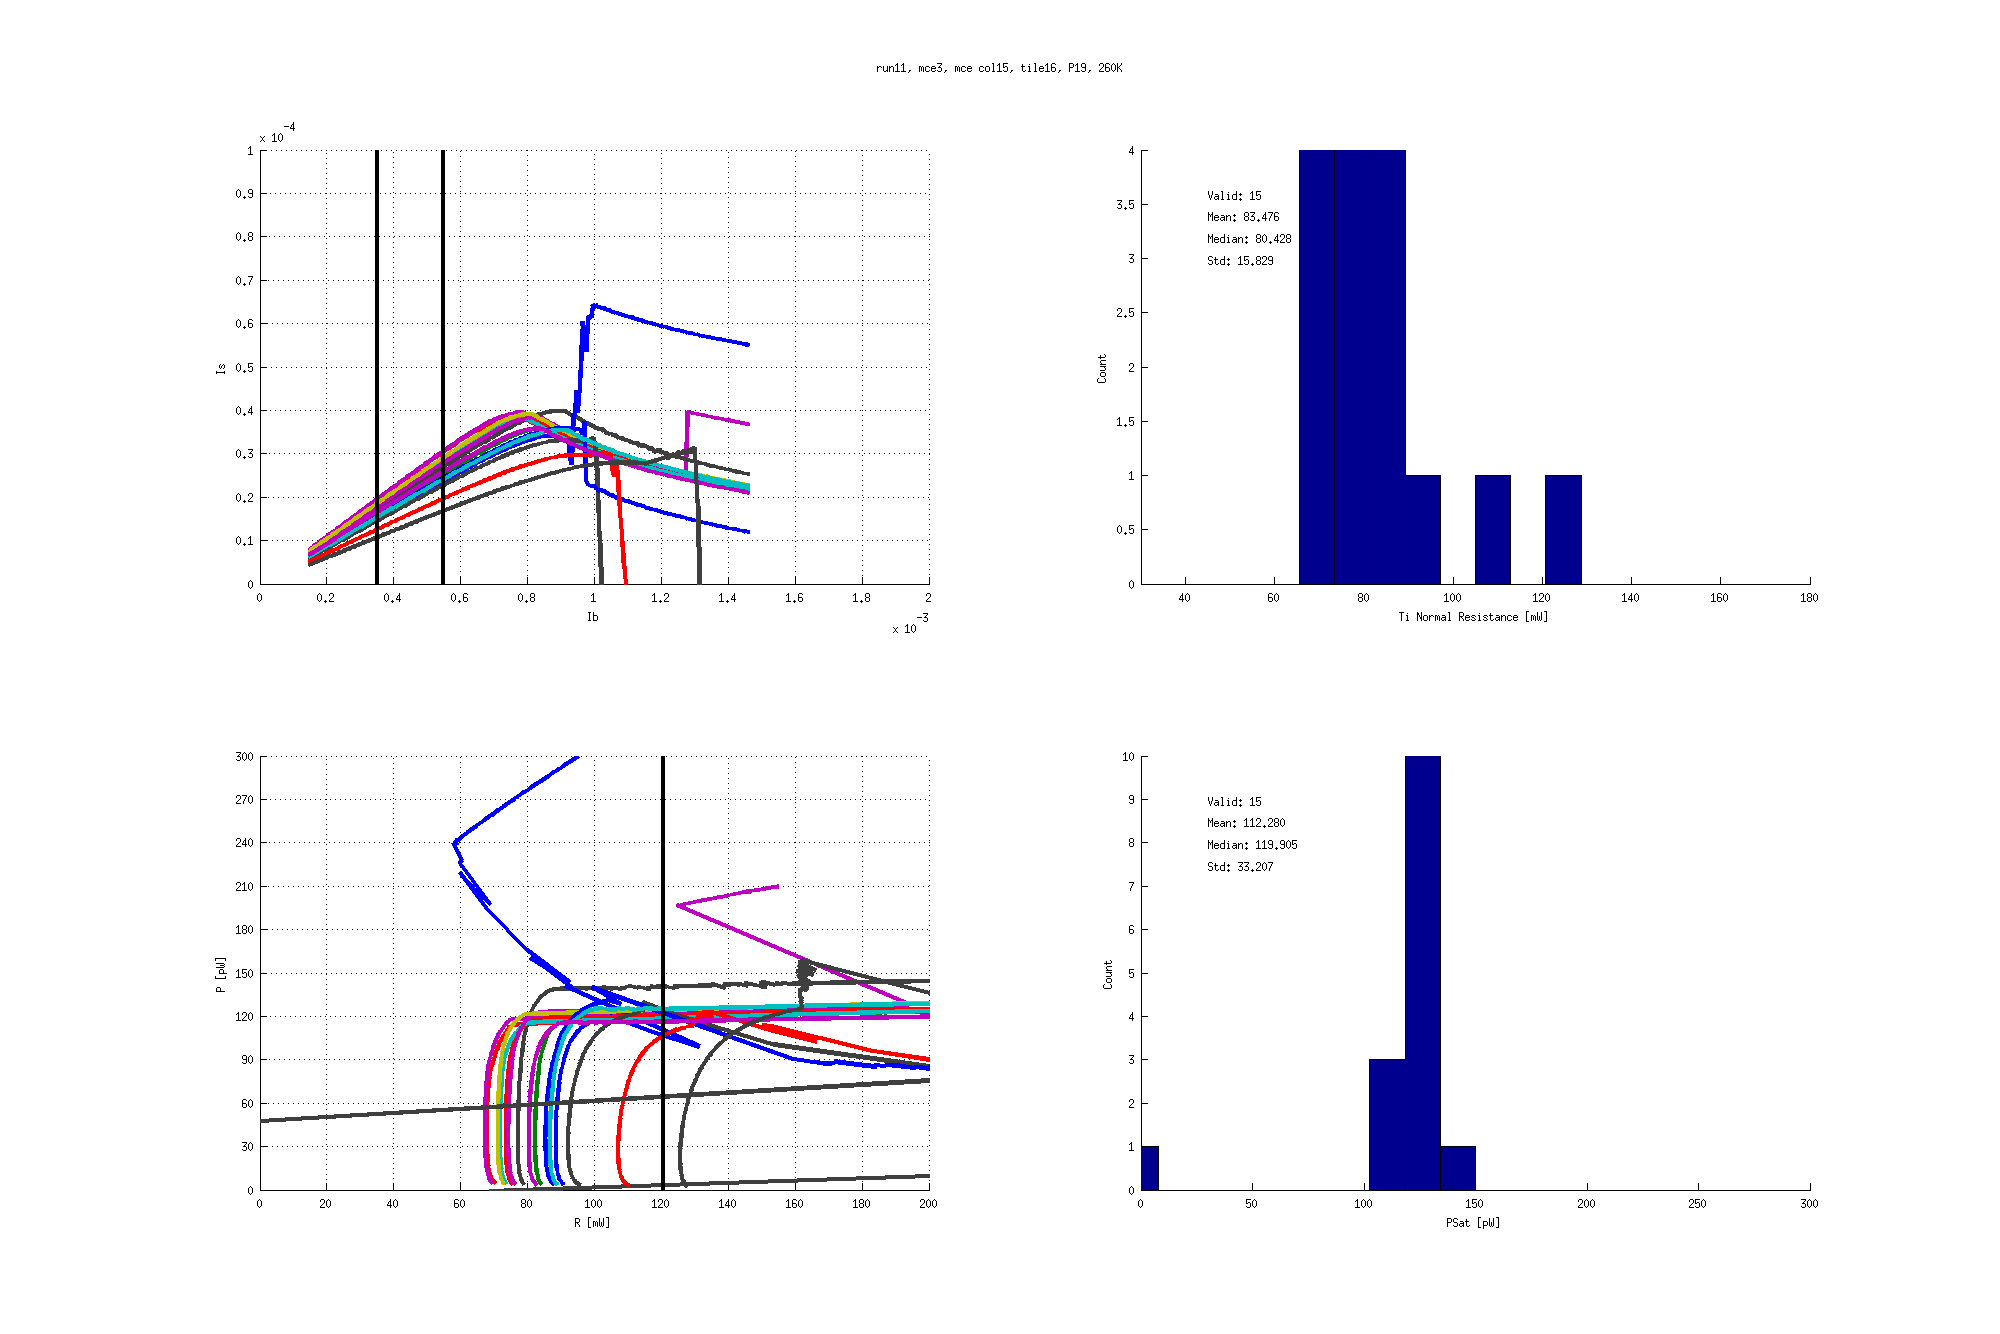 run11, mce3, mce col15, tile16, P19, 260K
x 10^-4
1
0.9
0.8
0.7
0.6
0.5
0.4
0.3
0.2
0.1
0
Is
0 0.2 0.4 0.6 0.8 1 1.2 1.4 1.6 1.8 2
Ib
x 10^-3
4
3.5
3
2.5
2
1.5
1
0.5
0
Count
Valid: 15
Mean: 83.476
Median: 80.428
Std: 15.829
40 60 80 100 120 140 160 180
Ti Normal Resistance [mW]
300
270
240
210
180
150
120
90
60
30
0
P [pW]
0 20 40 60 80 100 120 140 160 180 200
R [mW]
10
9
8
7
6
5
4
3
2
1
0
Count
Valid: 15
Mean: 112.280
Median: 119.905
Std: 33.207
0 50 100 150 200 250 300
PSat [pW]